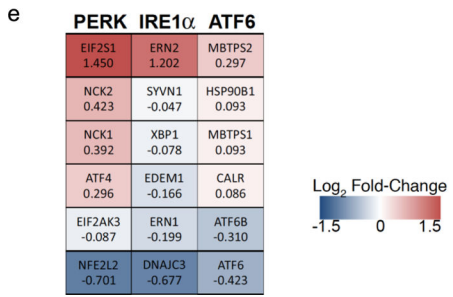 e
PERK IRE1α ATF6
EIF2S1 ERN2 MBTPS2
1.450 1.202 0.297
NCK2 SYVN1 HSP90B1
0.423 -0.047 0.093
NCK1 XBP1 MBTPS1
0.392 -0.078 0.093
ATF4 EDEM1 CALR
0.296 -0.166 0.086
EIF2AK3 ERN1 ATF6B
-0.087 -0.199 -0.310
NFE2L2 DNAJC3 ATF6
-0.701 -0.677 -0.423
Log₂ Fold-Change
-1.5 0 1.5